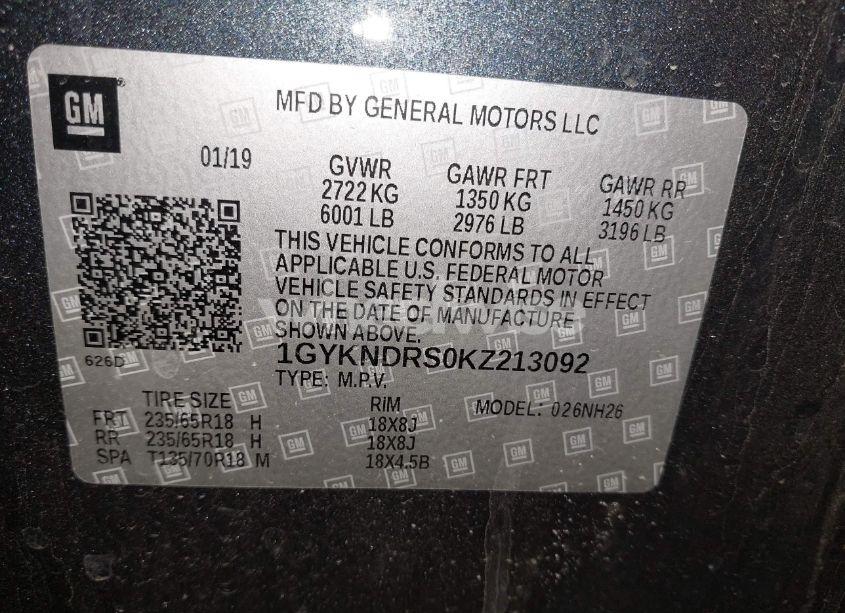 GM
MFD BY GENERAL MOTORS LLC
01/19
GVWR
2722 KG
6001 LB
GAWR FRT
1350 KG
2976 LB
GAWR RR
1450 KG
3196 LB
THIS VEHICLE CONFORMS TO ALL
APPLICABLE U.S. FEDERAL MOTOR
VEHICLE SAFETY STANDARDS IN EFFECT
ON THE DATE OF MANUFACTURE
SHOWN ABOVE.
626D
1GYKNDRS0KZ213092
TYPE: M.P.V.
MODEL: 026NH26
TIRE SIZE RIM
FRT 235/65R18 H 18X8J
RR 235/65R18 H 18X8J
SPA T135/70R18 M 18X4.5B